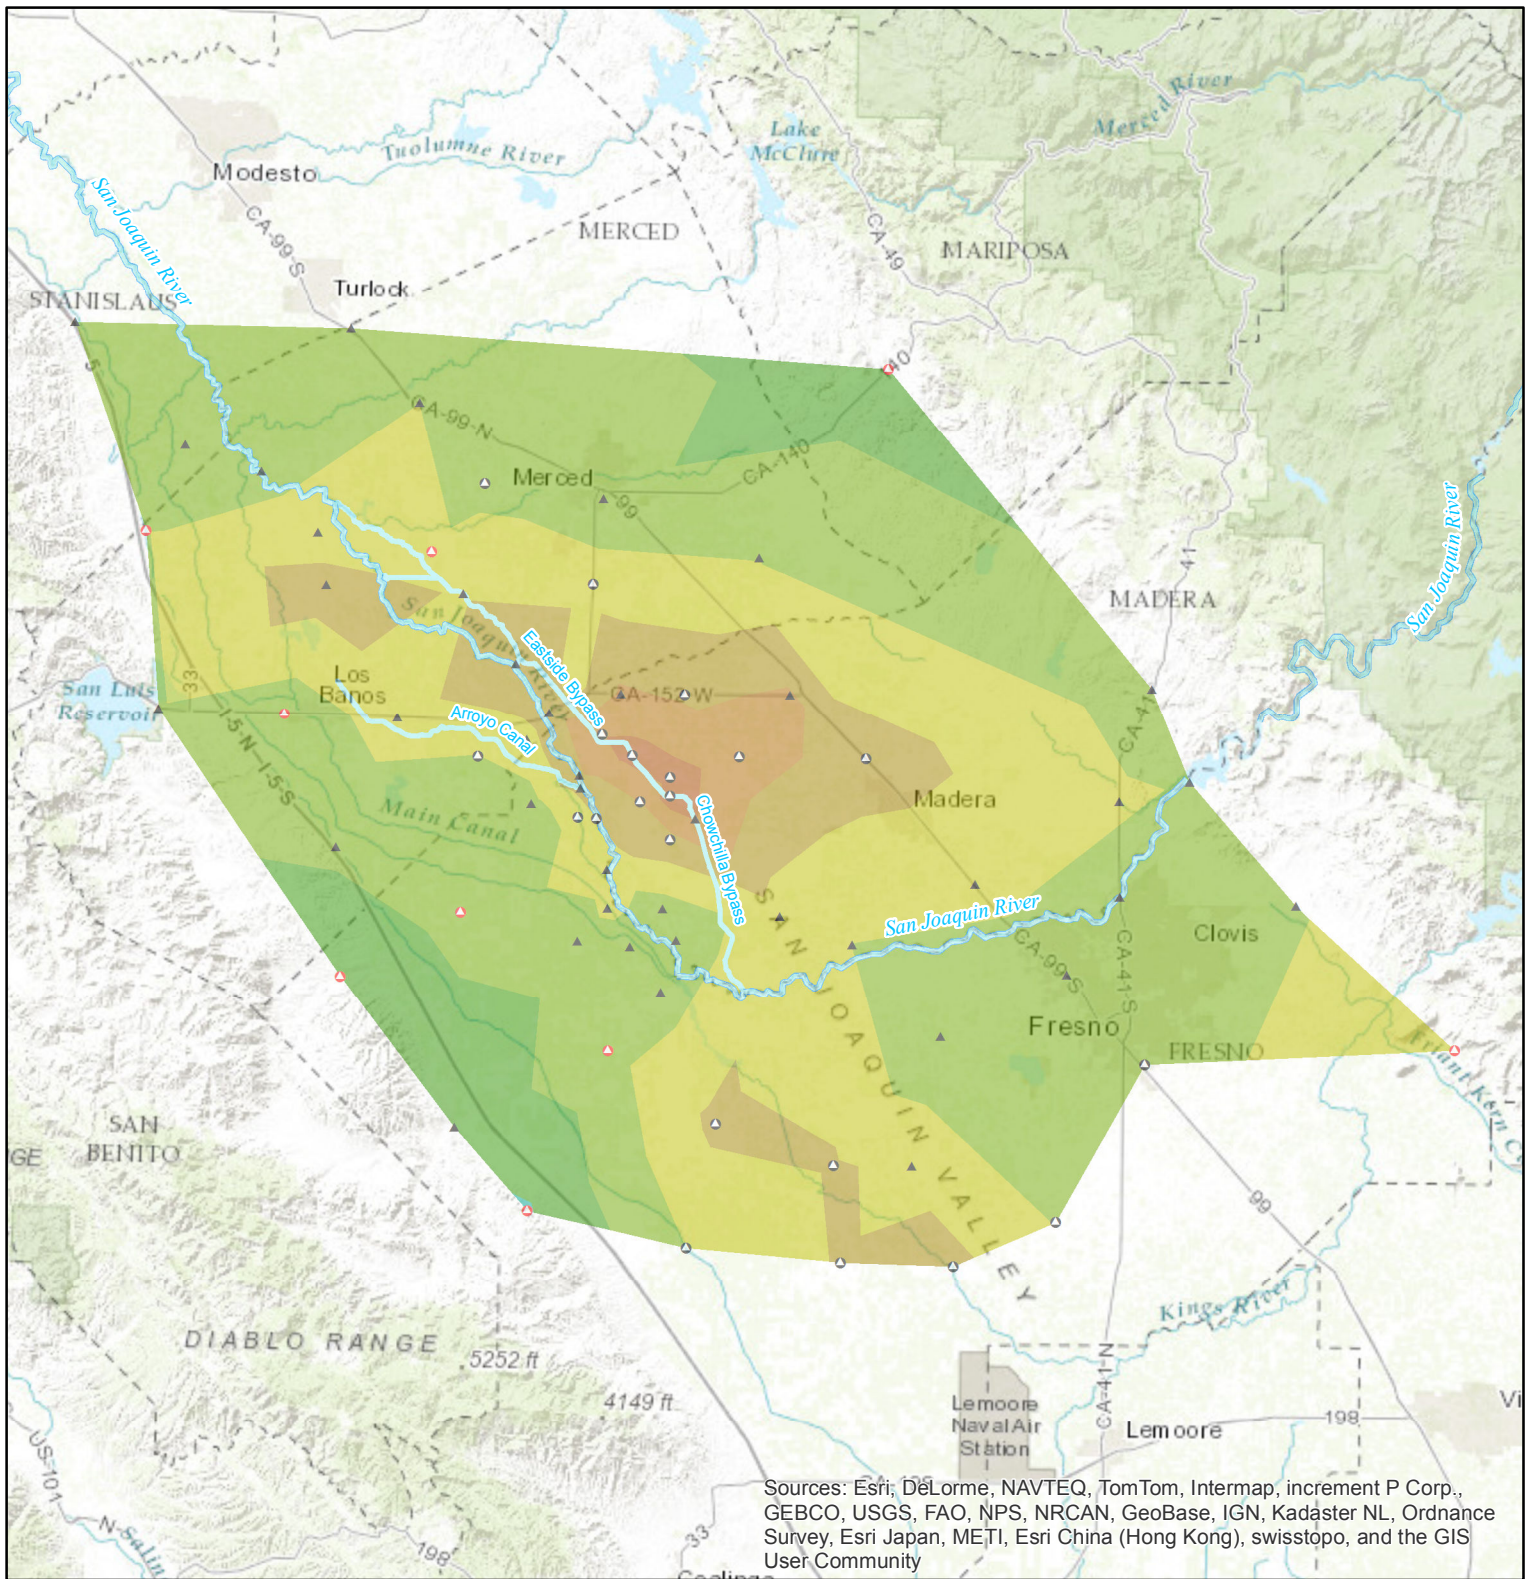 Merced River
Lake
McClure
Tuolumne River
Modesto
San Joaquin River
CA-99-S
MERCED
CA-49
MARIPOSA
Turlock
STANISLAUS
5
140
CA-99-N
Merced
CA-140
99
San Joaquin River
41
MADERA
San Joaquin River
Eastside Bypass
Los
Banos
33
San Luis
Reservoir
CA-152-W
Arroyo Canal
CA-41
I-5-N-I-5-S
Main Canal
Madera
Chowchilla Bypass
San Joaquin River
Clovis
CA-99-S
CA-41-S
SAN JOAQUIN VALLEY
Fresno
FRESNO
Friant Kern C
SAN
BENITO
GE
99
Kings River
DIABLO RANGE
5252 ft
4149 ft
CA-41-N
Lemoore
Naval Air
Station
Lemoore
198
Vi
US-101
N
Salin
198
33
Sources: Esri, DeLorme, NAVTEQ, TomTom, Intermap, increment P Corp.,
GEBCO, USGS, FAO, NPS, NRCAN, GeoBase, IGN, Kadaster NL, Ordnance
Survey, Esri Japan, METI, Esri China (Hong Kong), swisstopo, and the GIS
User Community